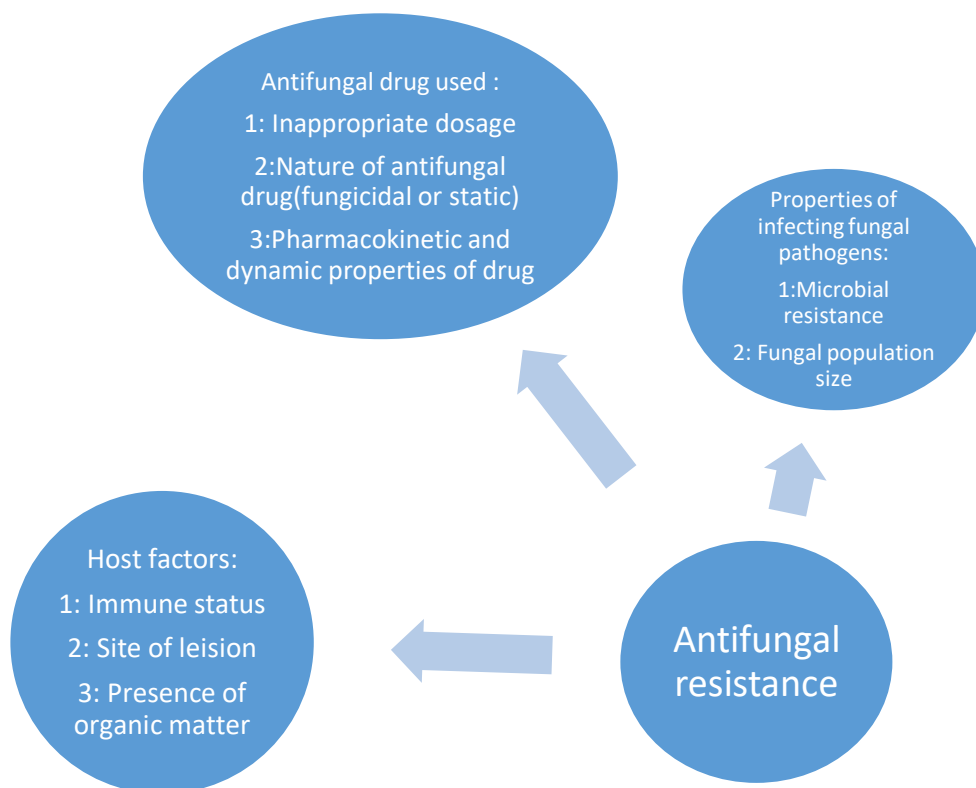 Antifungal drug used :
1: Inappropriate dosage
2:Nature of antifungal
drug(fungicidal or static)
3:Pharmacokinetic and
dynamic properties of drug
Properties of
infecting fungal
pathogens:
1:Microbial
resistance
2: Fungal population
size
Host factors:
1: Immune status
2: Site of leision
3: Presence of
organic matter
Antifungal
resistance